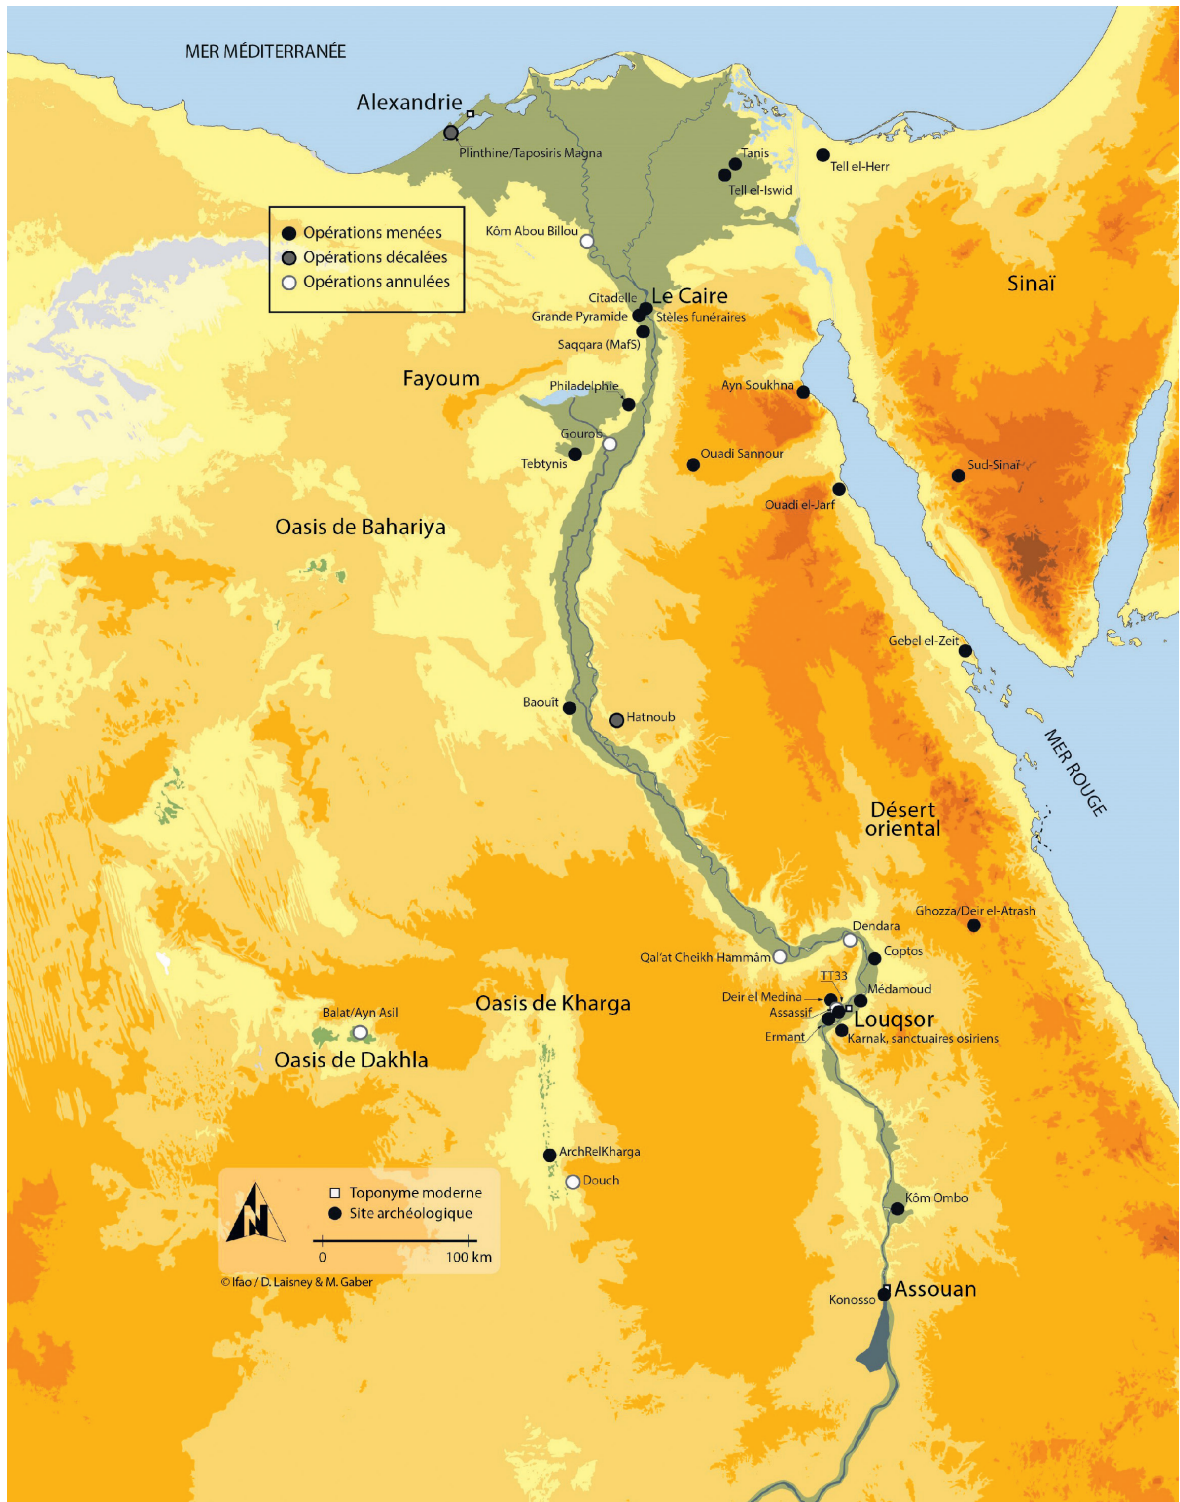 MER MÉDITERRANÉE
Alexandrie
Plinthine/Taposiris Magna
Tanis
Tell el-Herr
Tell el-Iswid
Opérations menées
Opérations décalées
Opérations annulées
Kôm Abou Billou
Sinaï
Citadelle
Le Caire
Grande Pyramide
Stèles funéraires
Saqqara (MafS)
Fayoum
Philadelphie
Ayn Soukhna
Gourob
Tebtynis
Ouadi Sannour
Sud-Sinaï
Ouadi el-Jarf
Oasis de Bahariya
Gebel el-Zeit
Baouît
Hatnoub
MER ROUGE
Désert
oriental
Ghozza/Deir el-Atrash
Dendara
Qal'at Cheikh Hammâm
Coptos
TT33
Deir el Medina
Médamoud
Assassif
Louqsor
Ermant
Karnak, sanctuaires osiriens
Oasis de Kharga
Balat/Ayn Asil
Oasis de Dakhla
ArchRelKharga
Douch
N
Toponyme moderne
Site archéologique
0
100 km
© Ifao / D. Laisney & M. Gaber
Kôm Ombo
Assouan
Konosso